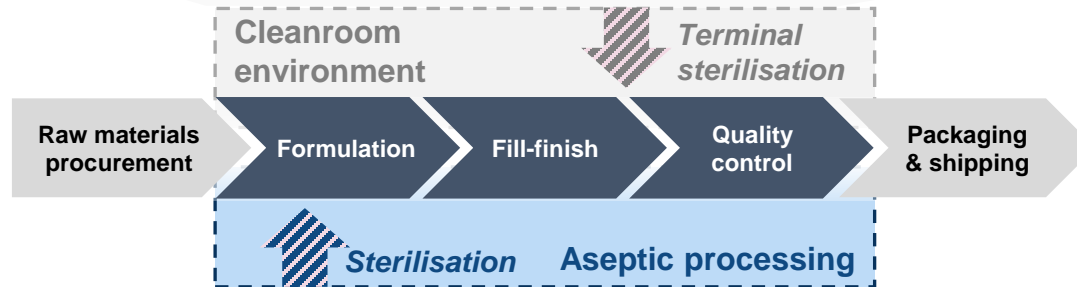 Cleanroom
environment
Terminal
sterilisation
Raw materials
procurement
Formulation
Fill-finish
Quality
control
Packaging
& shipping
Sterilisation
Aseptic processing